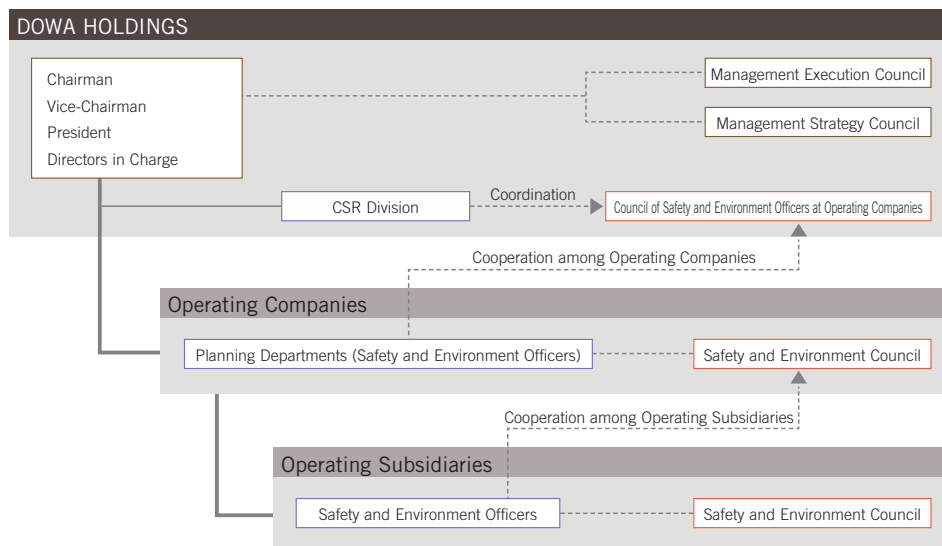 DOWA HOLDINGS
Chairman
Vice-Chairman
President
Directors in Charge
Management Execution Council
Management Strategy Council
CSR Division
Coordination
Council of Safety and Environment Officers at Operating Companies
Cooperation among Operating Companies
Operating Companies
Planning Departments (Safety and Environment Officers)
Safety and Environment Council
Cooperation among Operating Subsidiaries
Operating Subsidiaries
Safety and Environment Officers
Safety and Environment Council